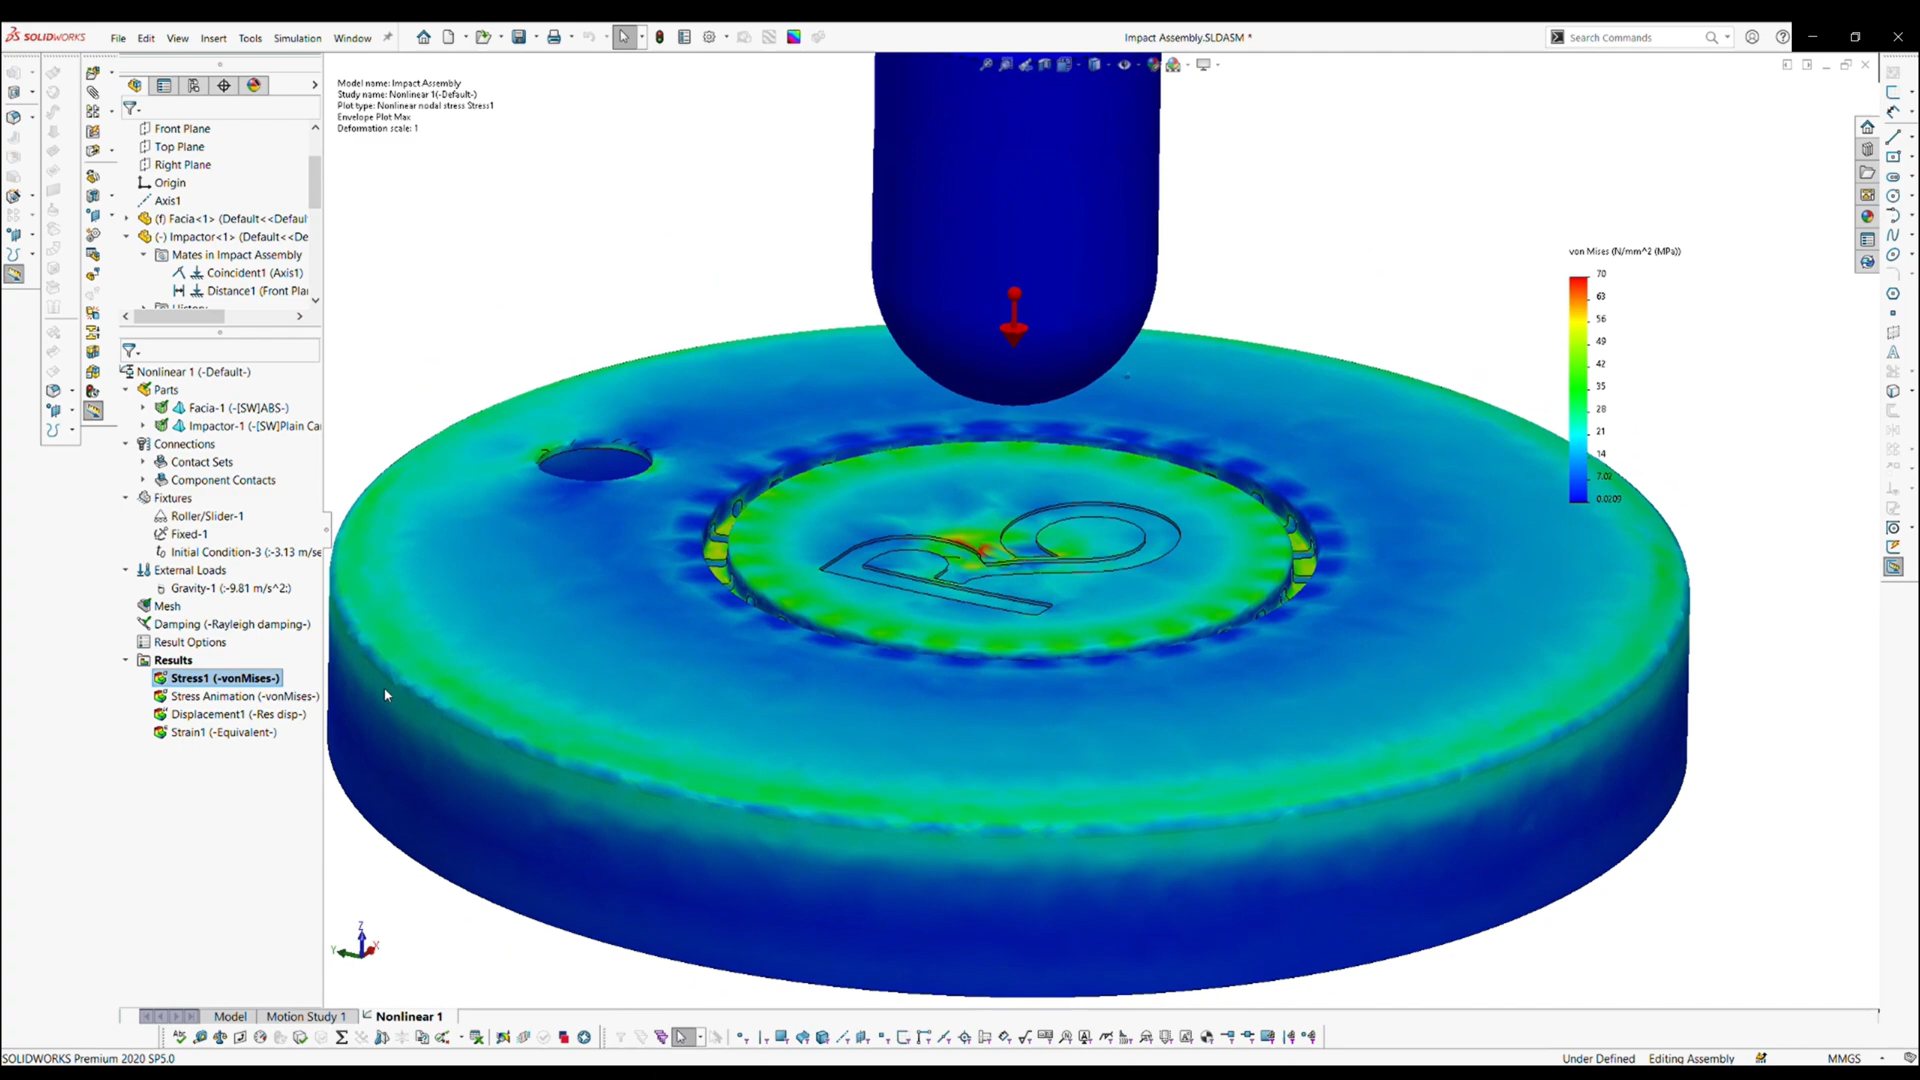 SOLIDWORKS
File Edit View Insert Tools Simulation Window
Impact Assembly.SLDASM *
Search Commands
Model name: Impact Assembly
Study name: Nonlinear 1(-Default-)
Plot type: Nonlinear nodal stress Stress1
Envelope Plot Max
Deformation scale: 1
Front Plane
Top Plane
Right Plane
Origin
Axis1
(f) Facia<1> (Default<<Defaul
(-) Impactor<1> (Default<<De
Mates in Impact Assembly
Coincident1 (Axis1)
Distance1 (Front Pla
Nonlinear 1 (-Default-)
Parts
Facia-1 (-[SW]ABS-)
Impactor-1 (-[SW]Plain Ca
Connections
Contact Sets
Component Contacts
Fixtures
Roller/Slider-1
Fixed-1
Initial Condition-3 (:-3.13 m/se
External Loads
Gravity-1 (:-9.81 m/s^2:)
Mesh
Damping (-Rayleigh damping-)
Result Options
Results
Stress1 (-vonMises-)
Stress Animation (-vonMises-)
Displacement1 (-Res disp-)
Strain1 (-Equivalent-)
von Mises (N/mm^2 (MPa))
70
63
56
49
42
35
28
21
14
7.02
0.0209
Z
Y
X
Model Motion Study 1 Nonlinear 1
SOLIDWORKS Premium 2020 SP5.0
Under Defined Editing Assembly MMGS